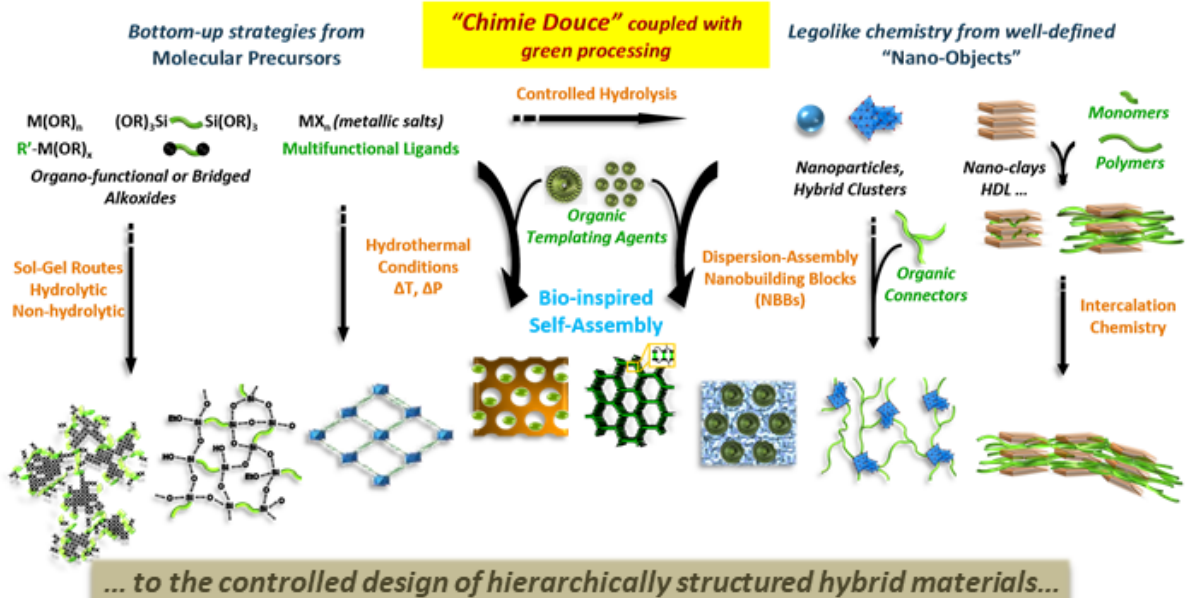 Bottom-up strategies from
Molecular Precursors
“Chimie Douce” coupled with
green processing
Legolike chemistry from well-defined
“Nano-Objects”
M(OR)n
(OR)3Si Si(OR)3
R’-M(OR)x
Organo-functional or Bridged
Alkoxides
MXn (metallic salts)
Multifunctional Ligands
Controlled Hydrolysis
Organic
Templating Agents
Nanoparticles,
Hybrid Clusters
Nano-clays
HDL ...
Monomers
Polymers
Sol-Gel Routes
Hydrolytic
Non-hydrolytic
Hydrothermal
Conditions
ΔT, ΔP
Bio-inspired
Self-Assembly
Dispersion-Assembly
Nanobuilding Blocks
(NBBs)
Organic
Connectors
Intercalation
Chemistry
... to the controlled design of hierarchically structured hybrid materials...